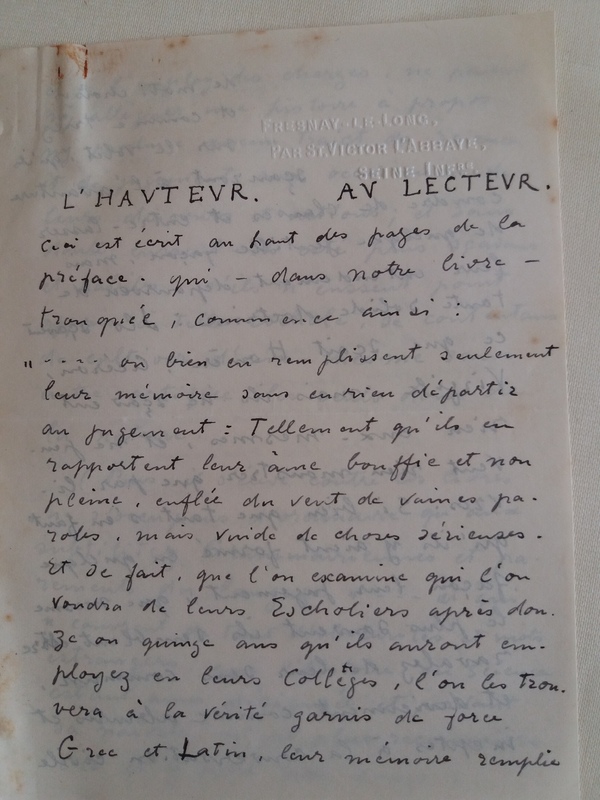 FRESNAY-LE-LONG,
PAR ST VICTOR L'ABBAYE,
SEINE INFRE
L'HAVTEVR. AV LECTEVR.
Ceci est écrit au haut des pages de la
préface. qui – dans notre livre –
tronquée, commence ainsi :
" ---- ou bien en remplissent seulement
leur mémoire sans en rien départir
au jugement : Tellement qu'ils en
rapportent leur âme bouffie et non
pleine, enflée du vent de vaines pa-
roles, mais vuide de choses sérieuses.
Et de fait, que l'on examine qui l'on
voudra de leurs Escholiers après dou-
ze ou quinze ans qu'ils auront em-
ployez en leurs Collèges, l'on les trou-
vera à la vérité garnis de force
Grec et Latin, leur mémoire remplie